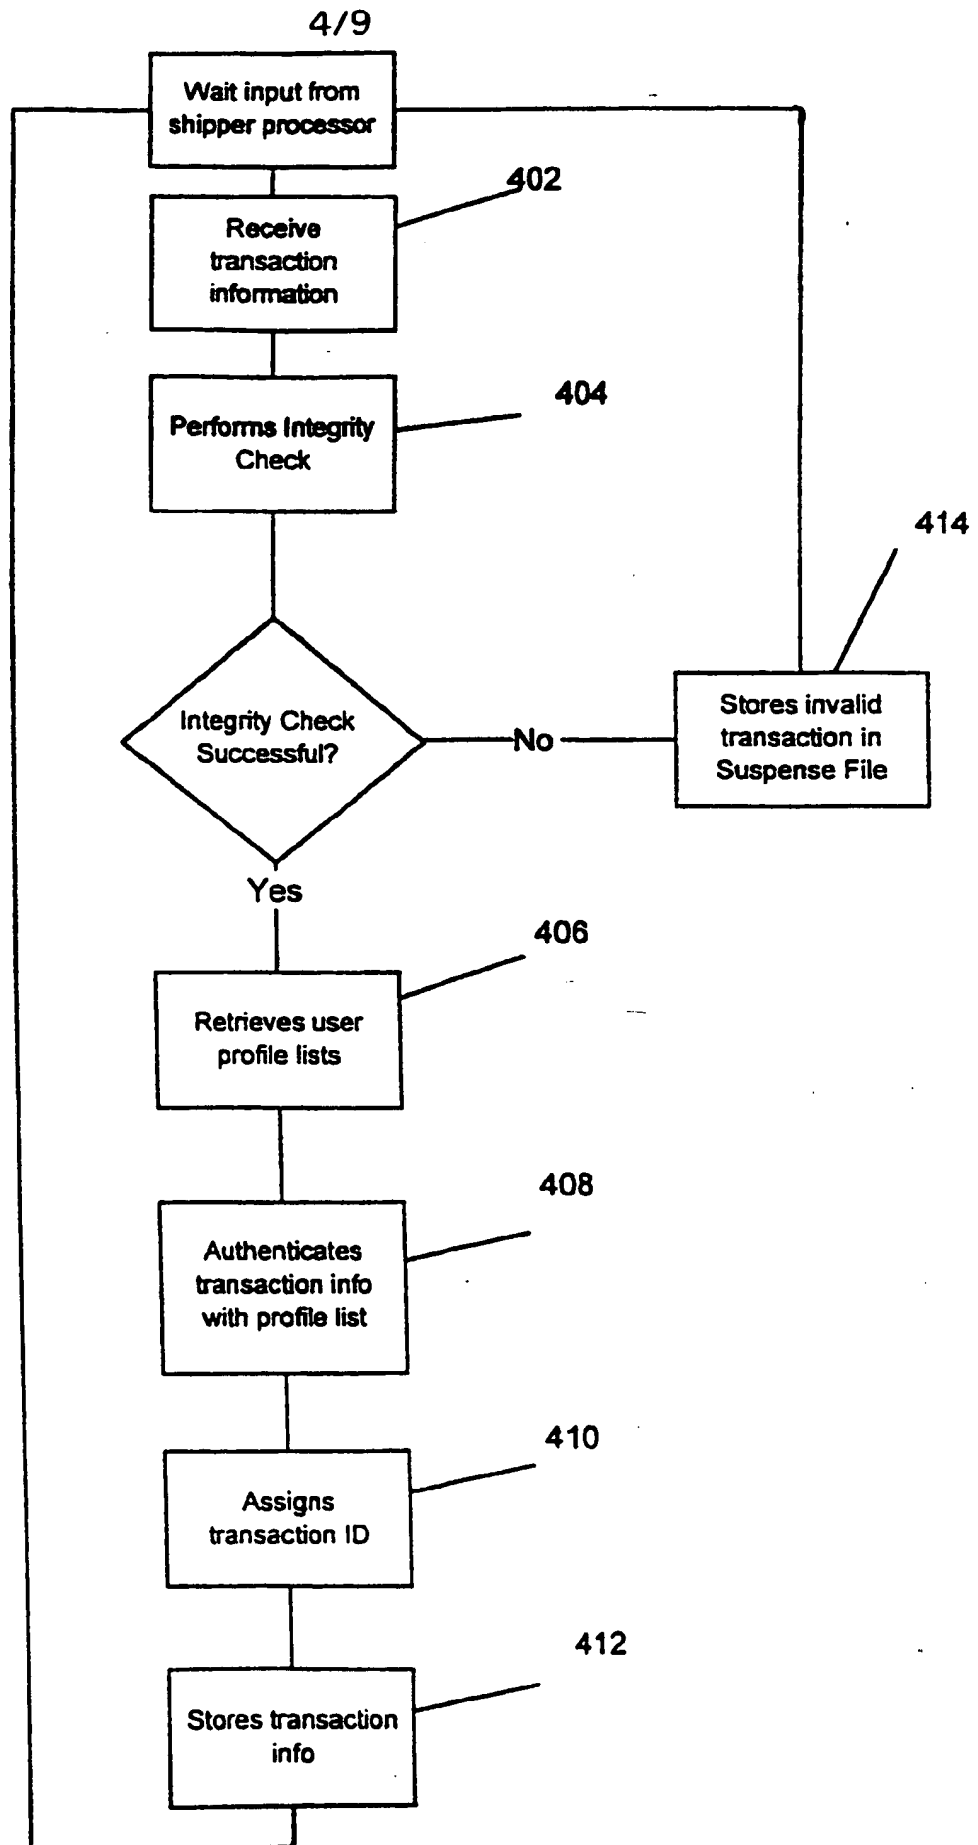 4/9
Wait input from
shipper processor
402
Receive
transaction
information
404
Performs Integrity
Check
414
Integrity Check
Successful?
No
Stores invalid
transaction in
Suspense File
Yes
406
Retrieves user
profile lists
408
Authenticates
transaction info
with profile list
410
Assigns
transaction ID
412
Stores transaction
info